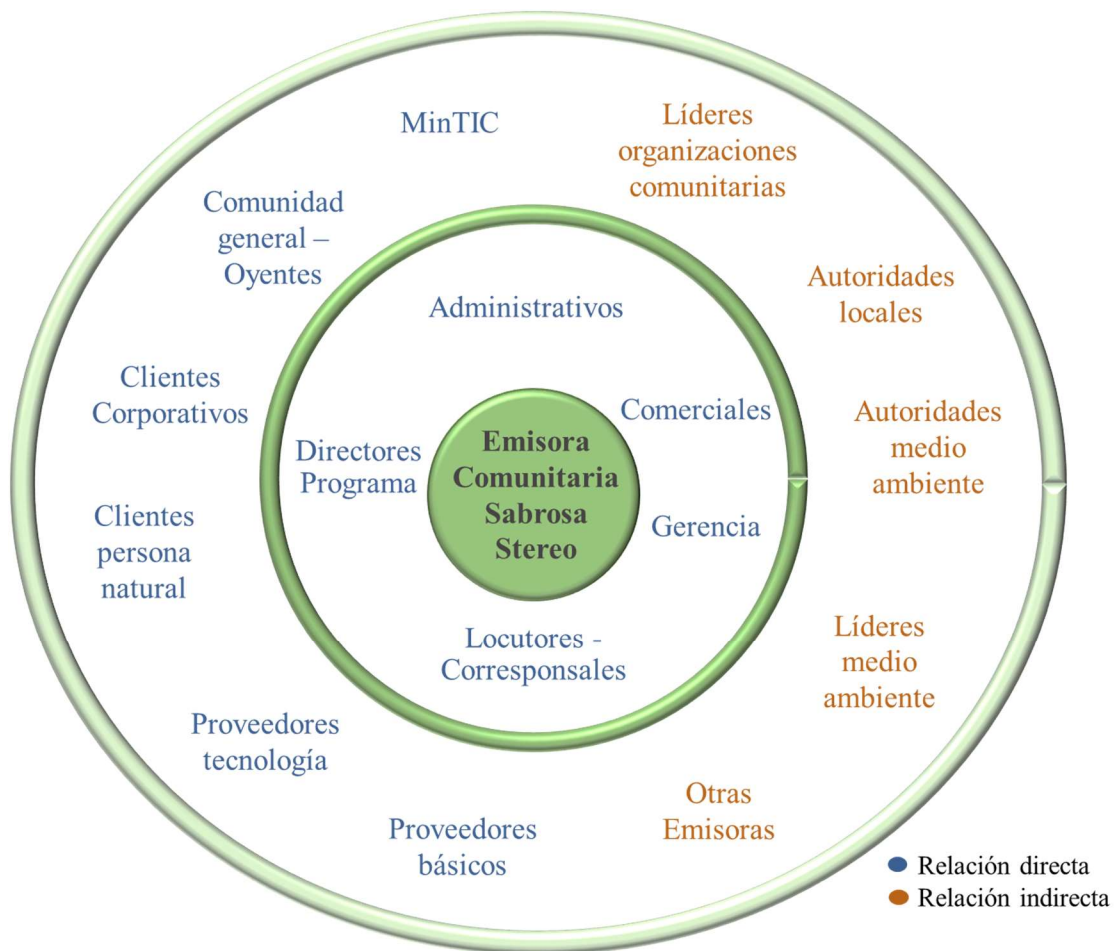 MinTIC
Líderes
organizaciones
comunitarias
Comunidad
general –
Oyentes
Autoridades
locales
Administrativos
Clientes
Corporativos
Comerciales
Autoridades
medio
ambiente
Directores
Programa
Emisora
Comunitaria
Sabrosa
Stereo
Gerencia
Clientes
persona
natural
Locutores -
Corresponsales
Líderes
medio
ambiente
Proveedores
tecnología
Otras
Emisoras
Proveedores
básicos
Relación directa
Relación indirecta